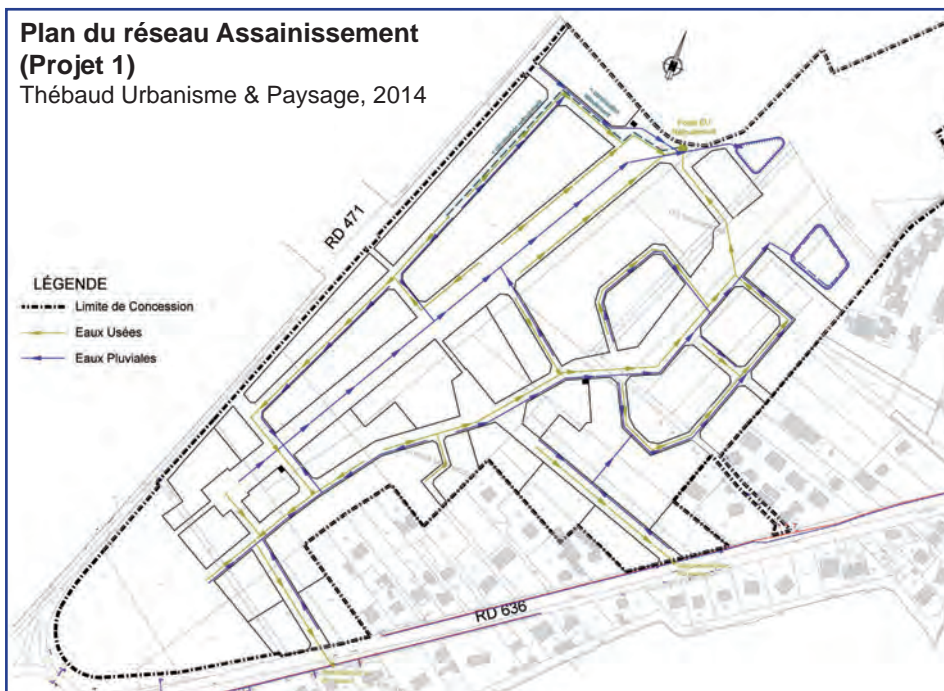 Plan du réseau Assainissement
(Projet 1)
Thébaud Urbanisme & Paysage, 2014
RD 471
LÉGENDE
Limite de Concession
Eaux Usées
Eaux Pluviales
RD 636